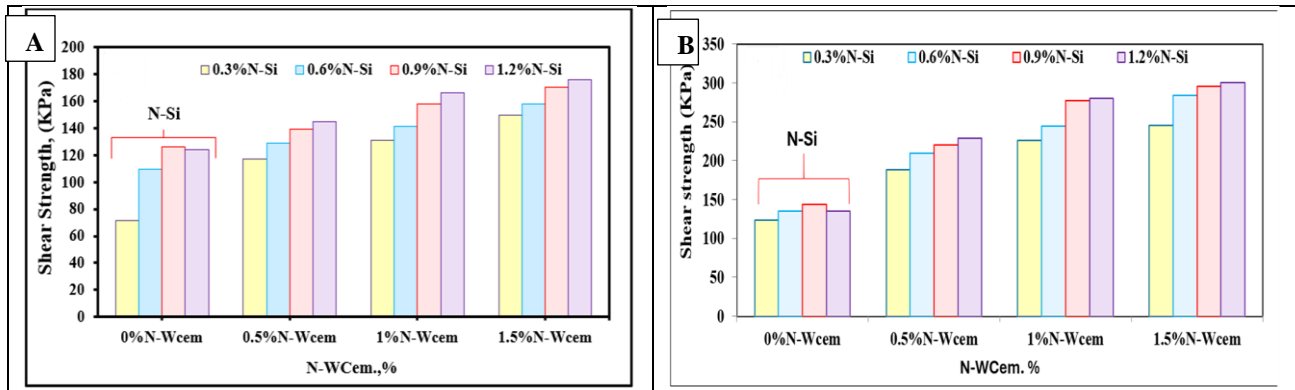 A
Shear Strength, (KPa)
200
180
160
140
120
100
80
60
40
20
0
0.3%N-Si 0.6%N-Si 0.9%N-Si 1.2%N-Si
N-Si
0%N-Wcem 0.5%N-Wcem 1%N-Wcem 1.5%N-Wcem
N-WCem.,%
B
Shear strength (KPa)
350
300
250
200
150
100
50
0
0.3%N-Si 0.6%N-Si 0.9%N-Si 1.2%N-Si
N-Si
0%N-Wcem 0.5%N-Wcem 1%N-Wcem 1.5%N-Wcem
N-WCem. %